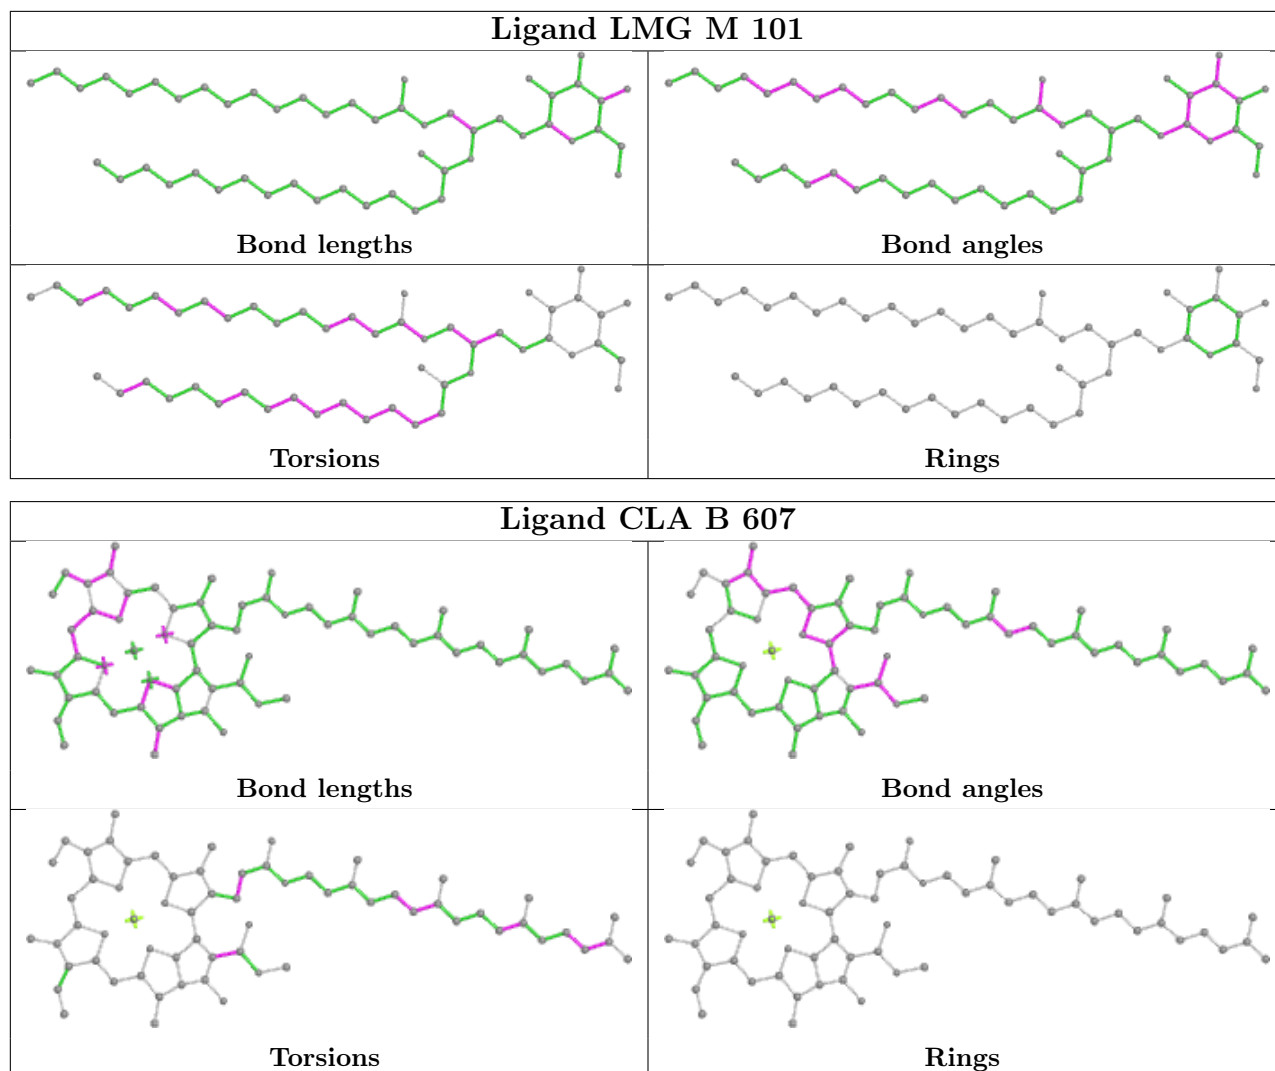 Ligand LMG M 101
Bond lengths
Bond angles
Torsions
Rings
Ligand CLA B 607
Bond lengths
Bond angles
Torsions
Rings